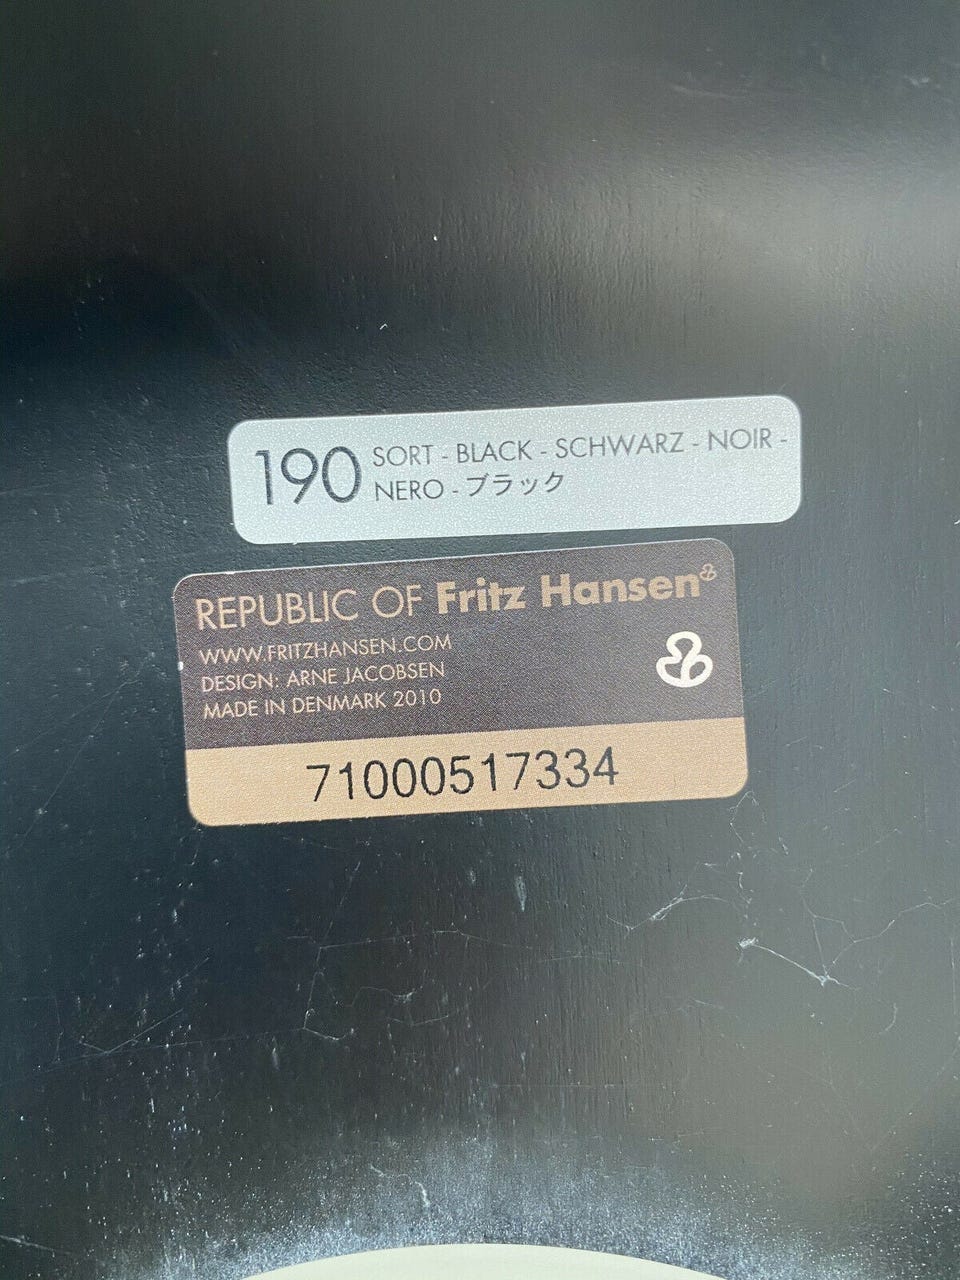 190
SORT - BLACK - SCHWARZ - NOIR -
NERO - ブラック
REPUBLIC OF Fritz Hansen
WWW.FRITZHANSEN.COM
DESIGN: ARNE JACOBSEN
MADE IN DENMARK 2010
71000517334